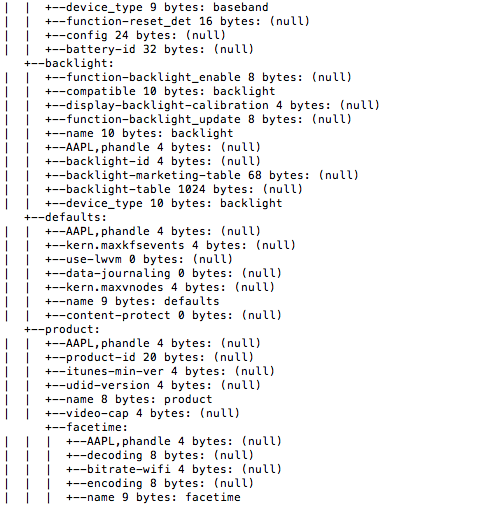 |  |  +--device_type 9 bytes: baseband
|  |  +--function-reset_det 16 bytes: (null)
|  |  +--config 24 bytes: (null)
|  |  +--battery-id 32 bytes: (null)
|  +--backlight:
|  |  +--function-backlight_enable 8 bytes: (null)
|  |  +--compatible 10 bytes: backlight
|  |  +--display-backlight-calibration 4 bytes: (null)
|  |  +--function-backlight_update 8 bytes: (null)
|  |  +--name 10 bytes: backlight
|  |  +--AAPL,phandle 4 bytes: (null)
|  |  +--backlight-id 4 bytes: (null)
|  |  +--backlight-marketing-table 68 bytes: (null)
|  |  +--backlight-table 1024 bytes: (null)
|  |  +--device_type 10 bytes: backlight
|  +--defaults:
|  |  +--AAPL,phandle 4 bytes: (null)
|  |  +--kern.maxkfsevents 4 bytes: (null)
|  |  +--use-lwvm 0 bytes: (null)
|  |  +--data-journaling 0 bytes: (null)
|  |  +--kern.maxvnodes 4 bytes: (null)
|  |  +--name 9 bytes: defaults
|  |  +--content-protect 0 bytes: (null)
|  +--product:
|  |  +--AAPL,phandle 4 bytes: (null)
|  |  +--product-id 20 bytes: (null)
|  |  +--itunes-min-ver 4 bytes: (null)
|  |  +--udid-version 4 bytes: (null)
|  |  +--name 8 bytes: product
|  |  +--video-cap 4 bytes: (null)
|  |  +--facetime:
|  |  |  +--AAPL,phandle 4 bytes: (null)
|  |  |  +--decoding 8 bytes: (null)
|  |  |  +--bitrate-wifi 4 bytes: (null)
|  |  |  +--encoding 8 bytes: (null)
|  |  |  +--name 9 bytes: facetime